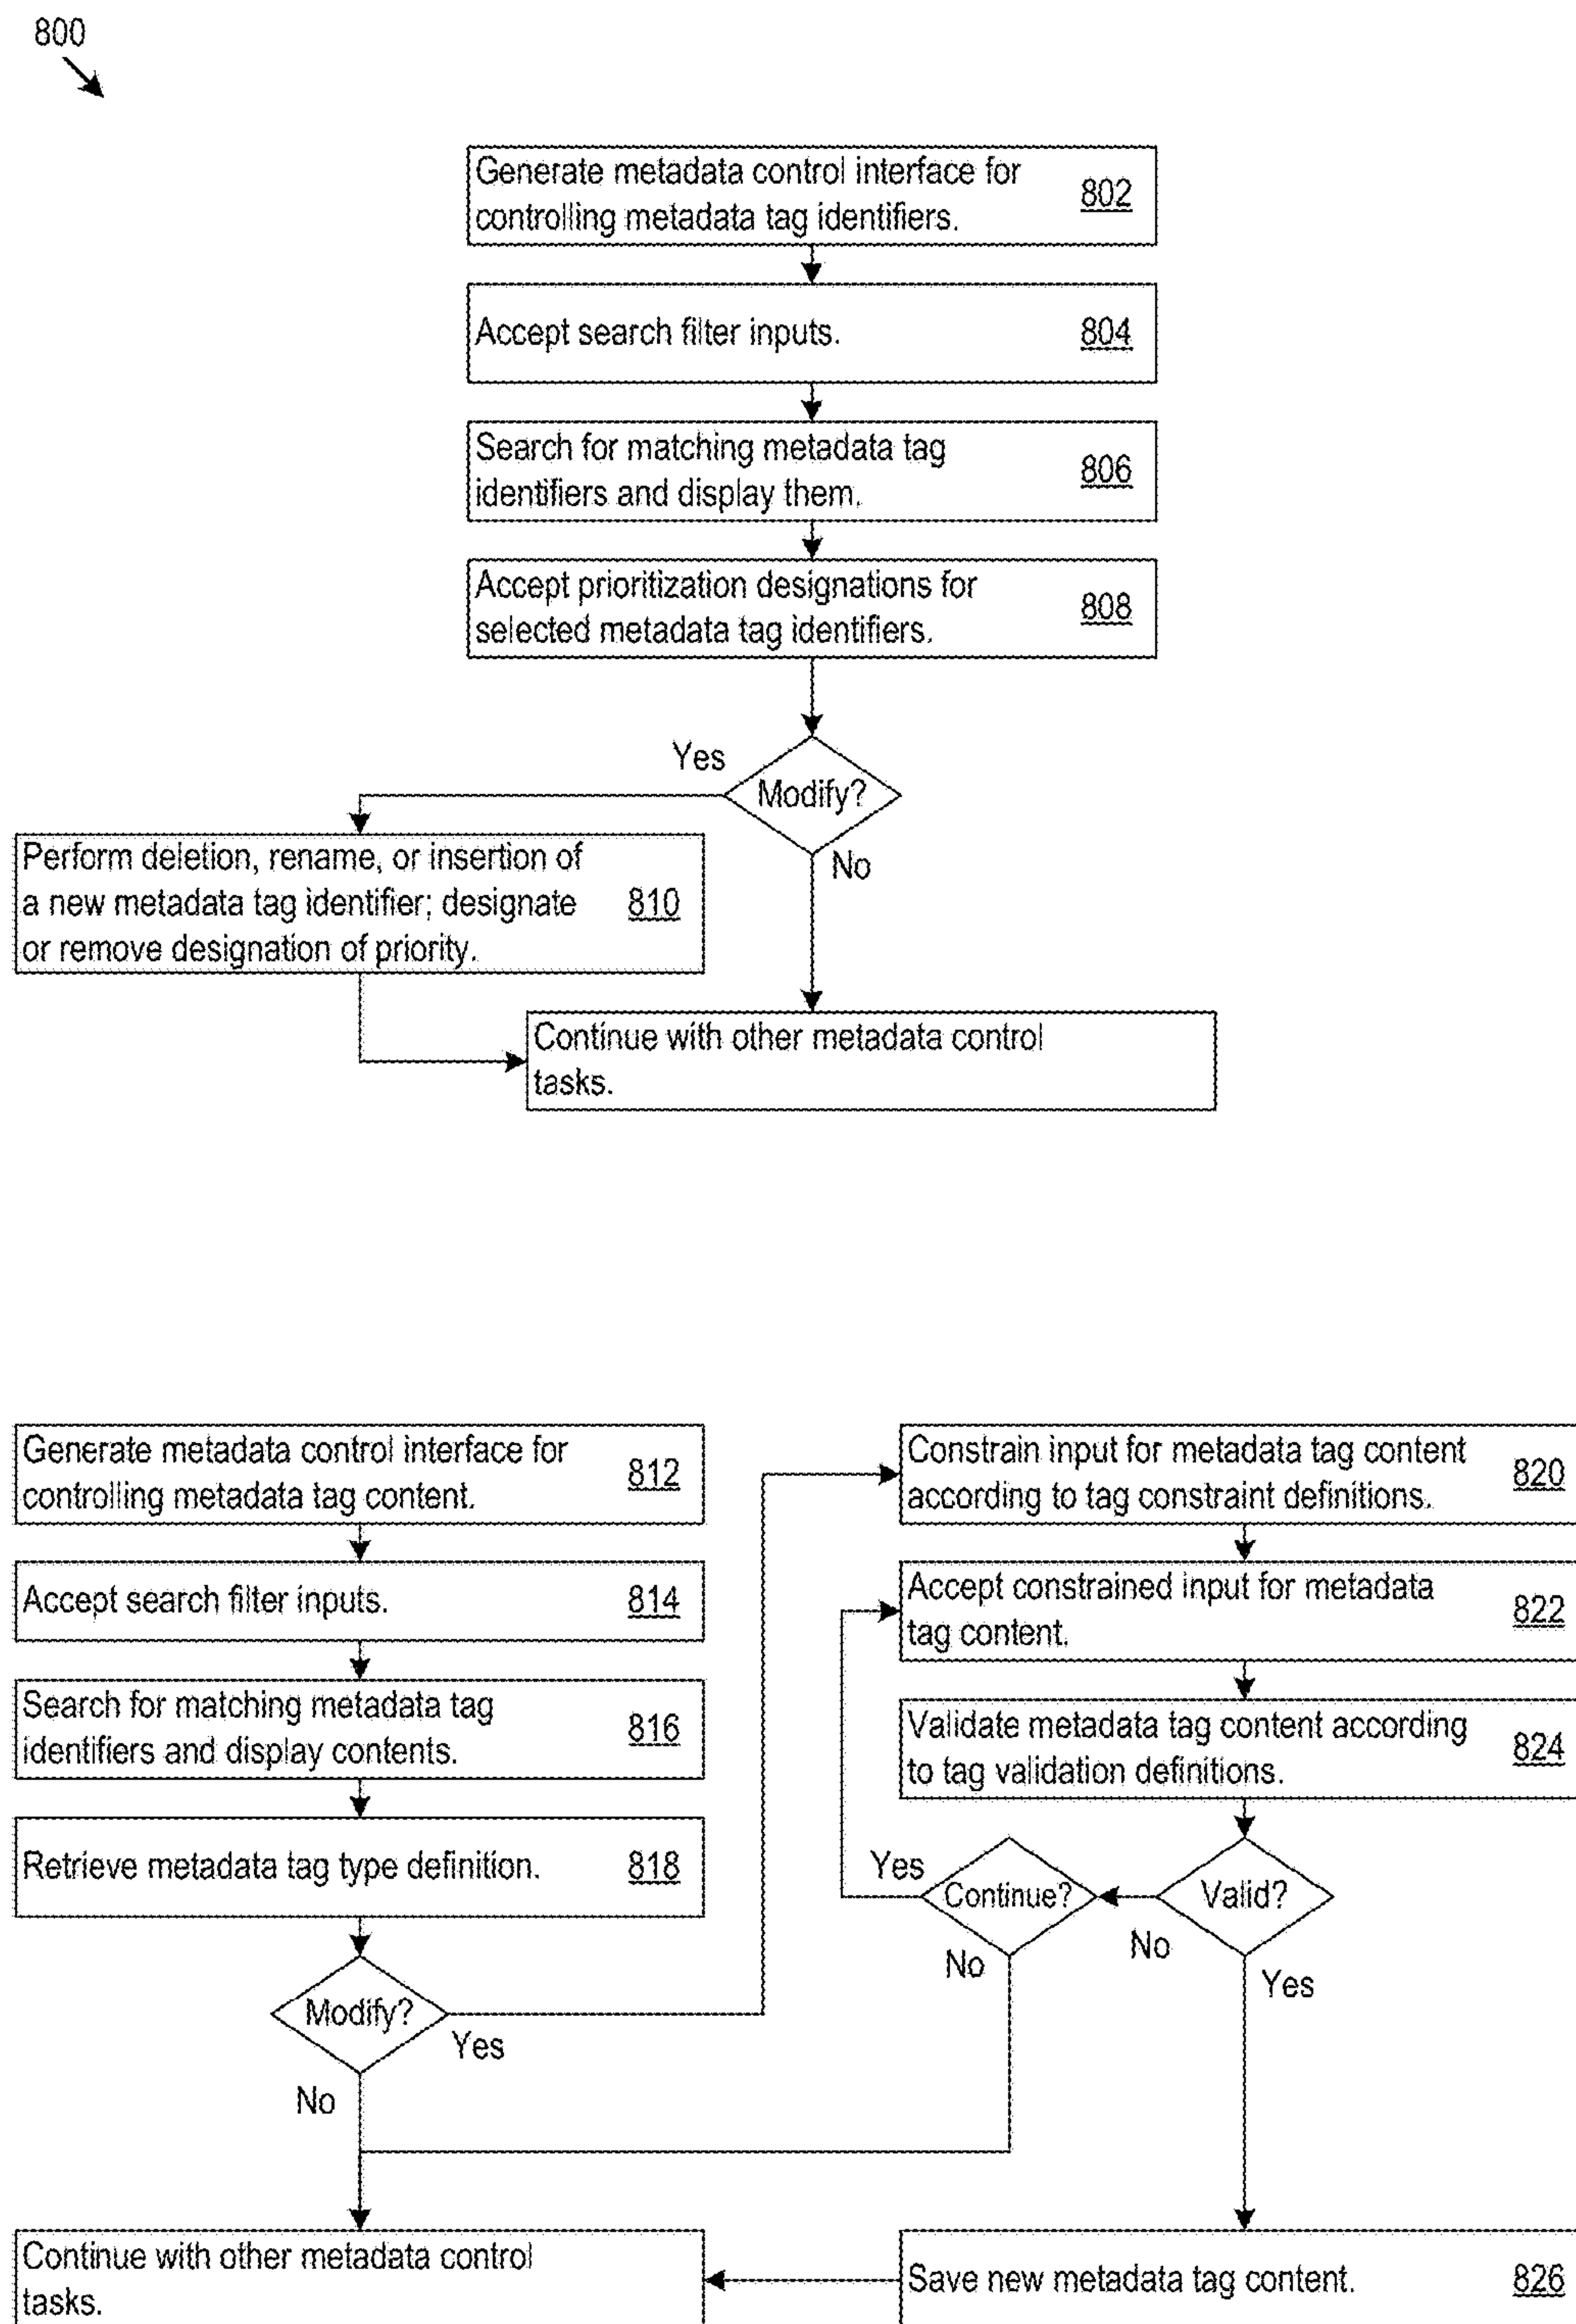 800
Generate metadata control interface for
controlling metadata tag identifiers.
802
Accept search filter inputs.
804
Search for matching metadata tag
identifiers and display them.
806
Accept prioritization designations for
selected metadata tag identifiers.
808
Modify?
Yes
No
Perform deletion, rename, or insertion of
a new metadata tag identifier; designate
or remove designation of priority.
810
Continue with other metadata control
tasks.
Generate metadata control interface for
controlling metadata tag content.
812
Accept search filter inputs.
814
Search for matching metadata tag
identifiers and display contents.
816
Retrieve metadata tag type definition.
818
Modify?
Yes
No
Constrain input for metadata tag content
according to tag constraint definitions.
820
Accept constrained input for metadata
tag content.
822
Validate metadata tag content according
to tag validation definitions.
824
Valid?
No
Yes
Continue?
Yes
No
Save new metadata tag content.
826
Continue with other metadata control
tasks.